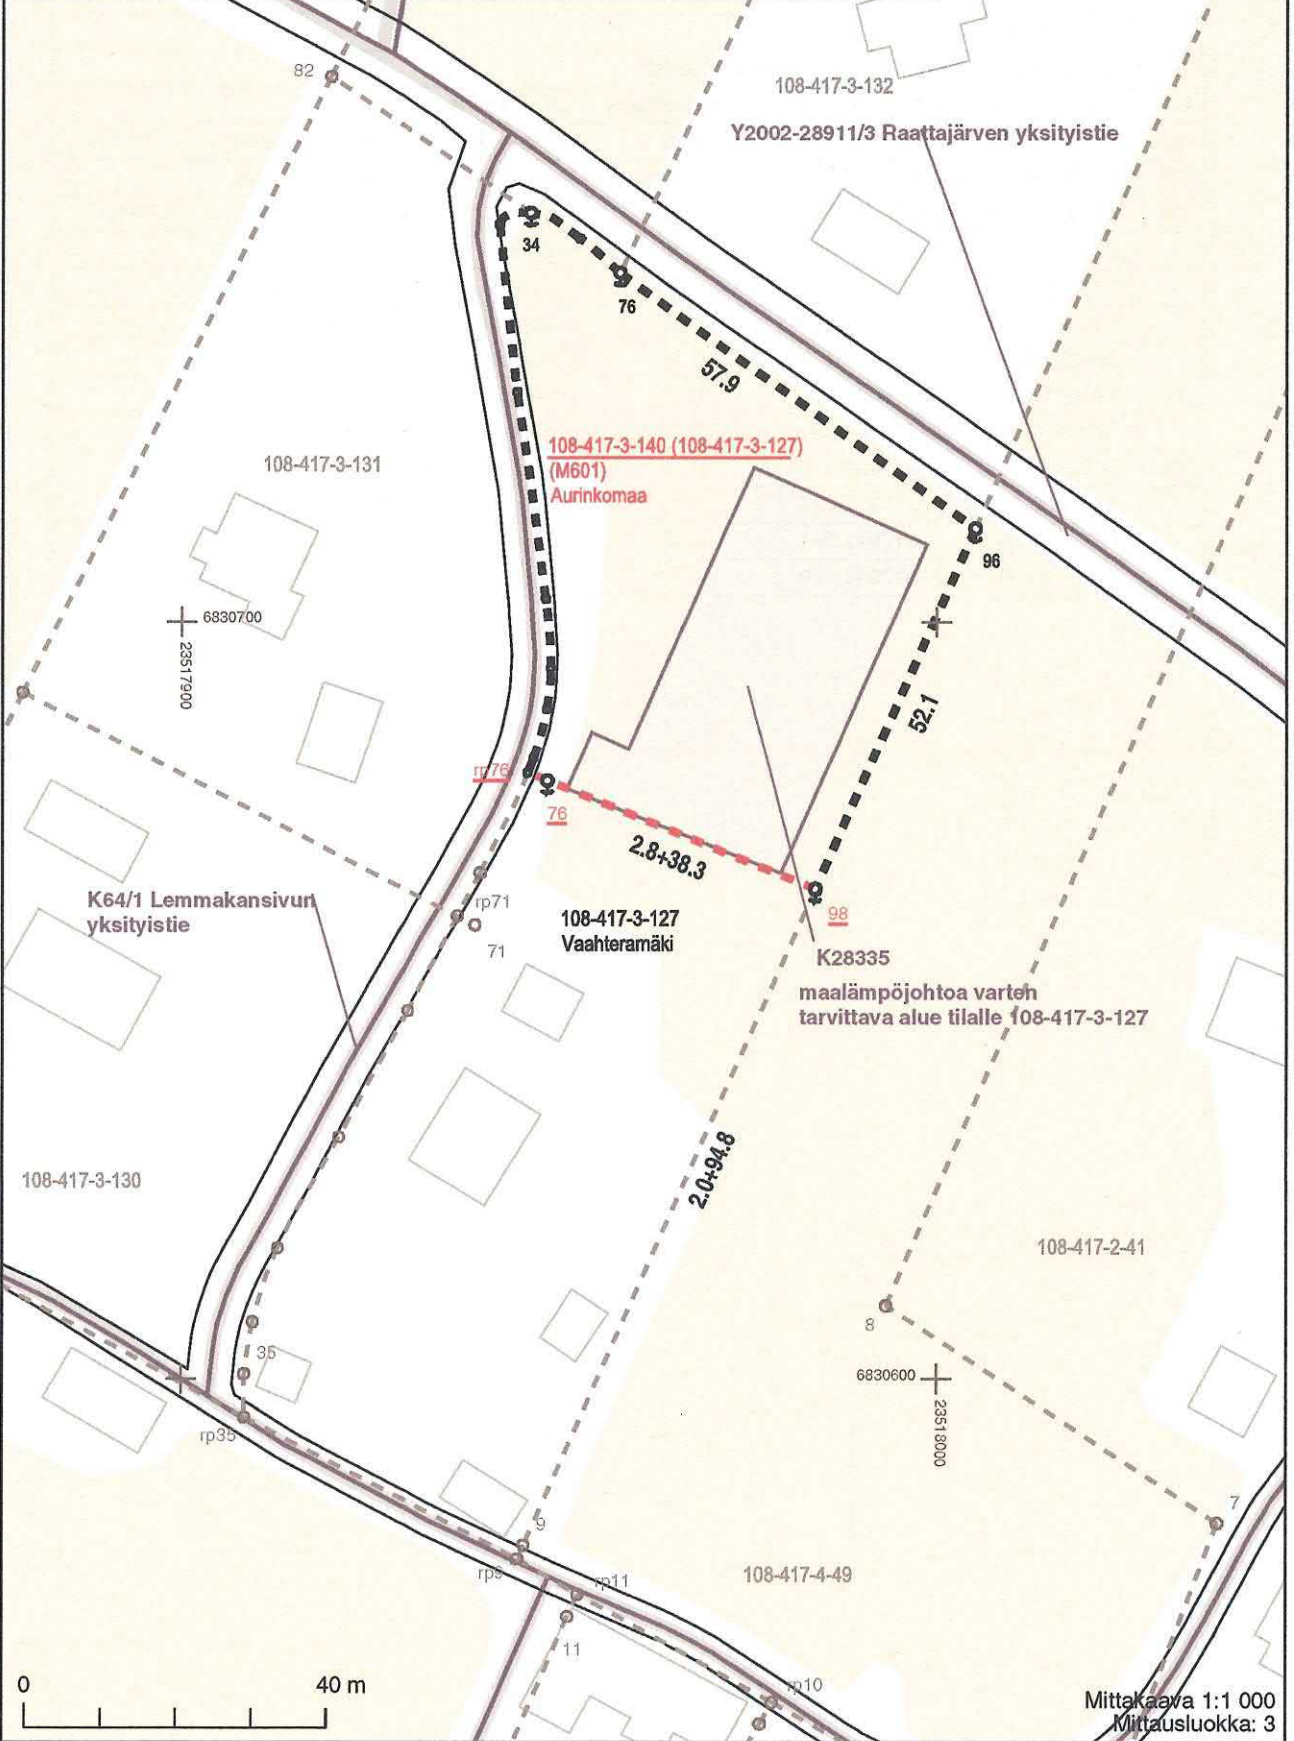 82
108-417-3-132
Y2002-28911/3 Raattajärven yksityistie
34
76
57.9
108-417-3-140 (108-417-3-127)
(M601)
Aurinkomaa
108-417-3-131
96
6830700
23517900
52.1
rp76
76
2.8+38.3
K64/1 Lemmakansivun
yksityistie
rp71
71
108-417-3-127
Vaahteramäki
98
K28335
maalämpöjohtoa varten
tarvittava alue tilalle 108-417-3-127
2.0+94.8
108-417-3-130
108-417-2-41
8
35
6830600
23518000
rp35
7
9
rp9
rp11
108-417-4-49
11
0
40 m
rp10
Mittakaava 1:1 000
Mittausluokka: 3